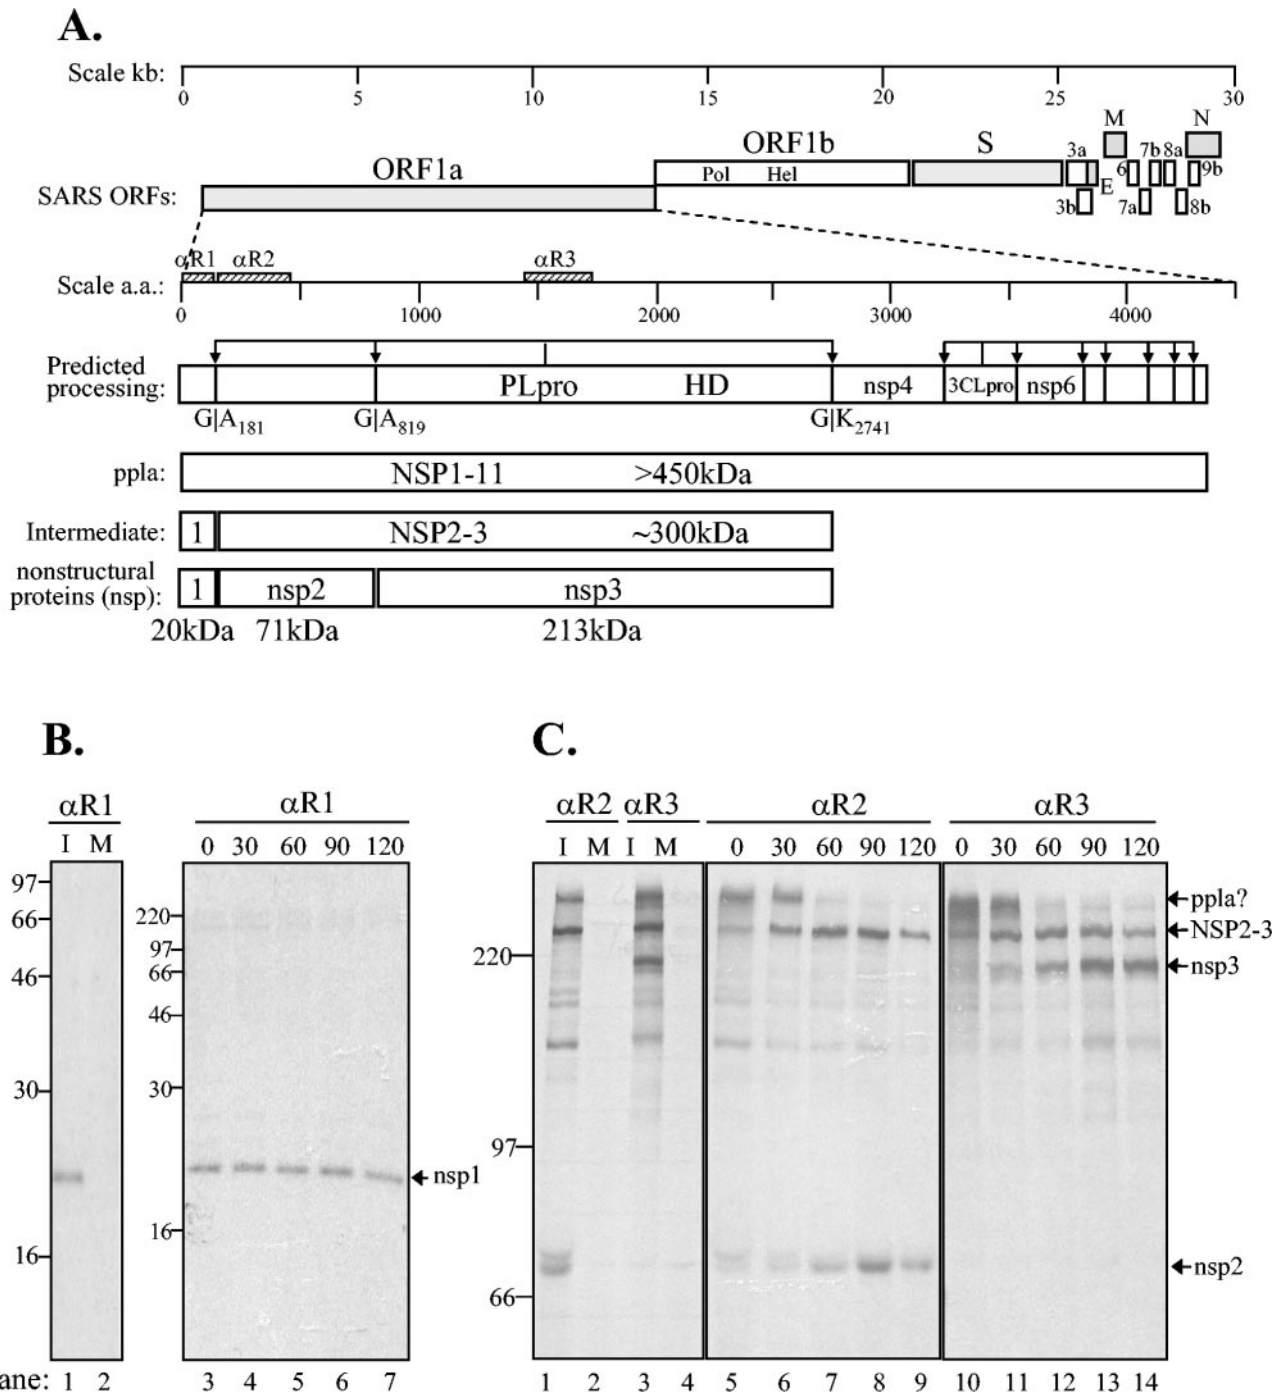 A.
Scale kb:
0 5 10 15 20 25 30
M N
ORF1b S 3a 7b 8a
ORF1a Pol Hel 6 9b
E
SARS ORFs: 3b 7a 8b
αR1 αR2 αR3
Scale a.a.:
0 1000 2000 3000 4000
Predicted
processing: PLpro HD nsp4 3CLpro nsp6
G|A181 G|A819 G|K2741
ppla: NSP1-11 >450kDa
Intermediate: 1 NSP2-3 ~300kDa
nonstructural
proteins (nsp): 1 nsp2 nsp3
20kDa 71kDa 213kDa
B.
αR1 αR1
I M 0 30 60 90 120
97
66 220
97
46 66
46
30 30
nsp1
16 16
ane: 1 2 3 4 5 6 7
C.
αR2 αR3 αR2 αR3
I M I M 0 30 60 90 120 0 30 60 90 120
ppla?
NSP2-3
220 nsp3
97
nsp2
66
1 2 3 4 5 6 7 8 9 10 11 12 13 14